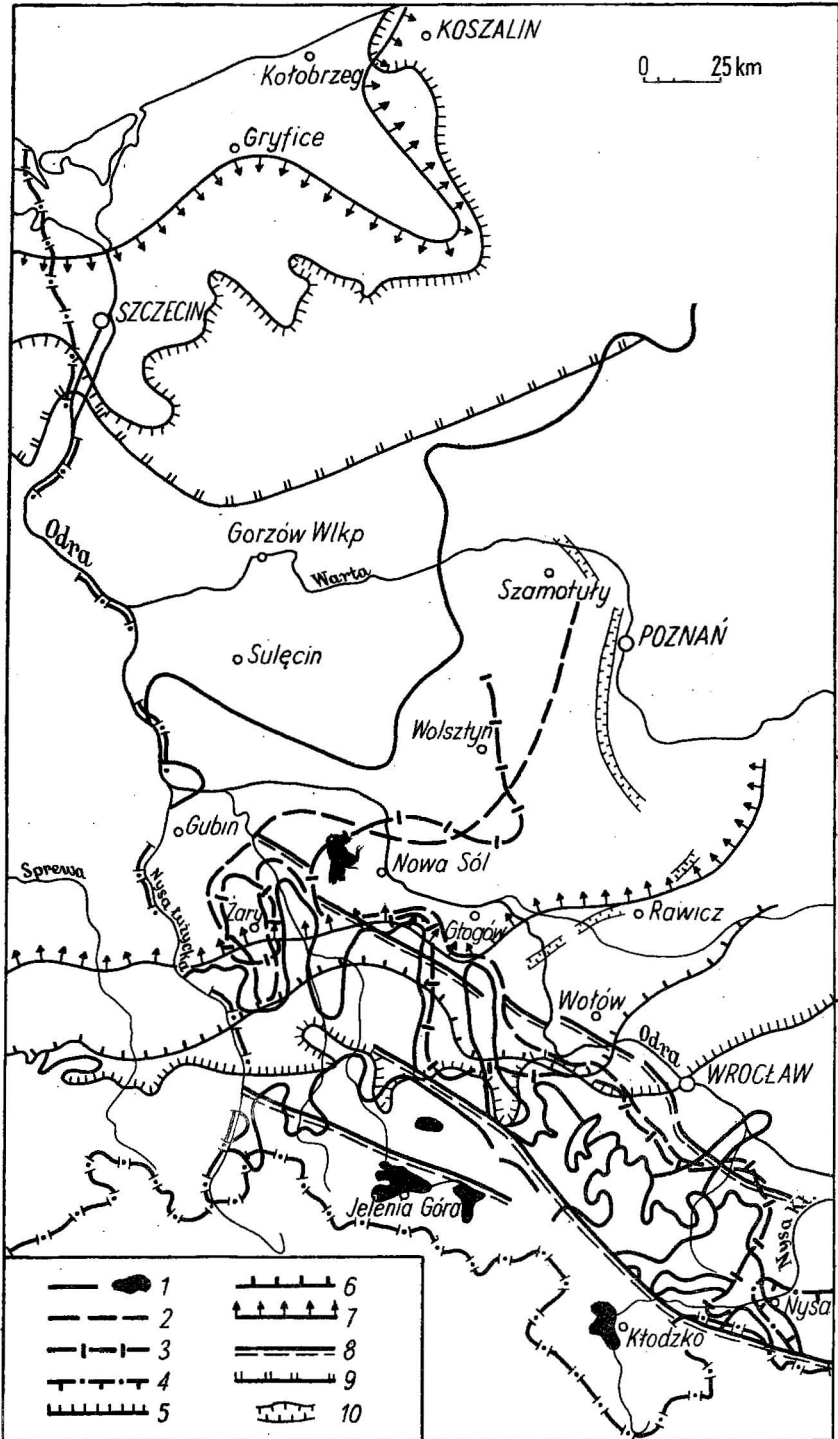 KOSZALIN
0 25 km
Kołobrzeg
Gryfice
SZCZECIN
Odra
Gorzów Wlkp
Warta
Szamotuły
Sulęcin
POZNAŃ
Wolsztyn
Gubin
Sprewa
Nysa Łużycka
Nowa Sól
Żary
Głogów
Rawicz
Wołów
Odra
WROCŁAW
Jelenia Góra
Nysa Kł.
Nysa
Kłodzko
1 6
2 7
3 8
4 9
5 10